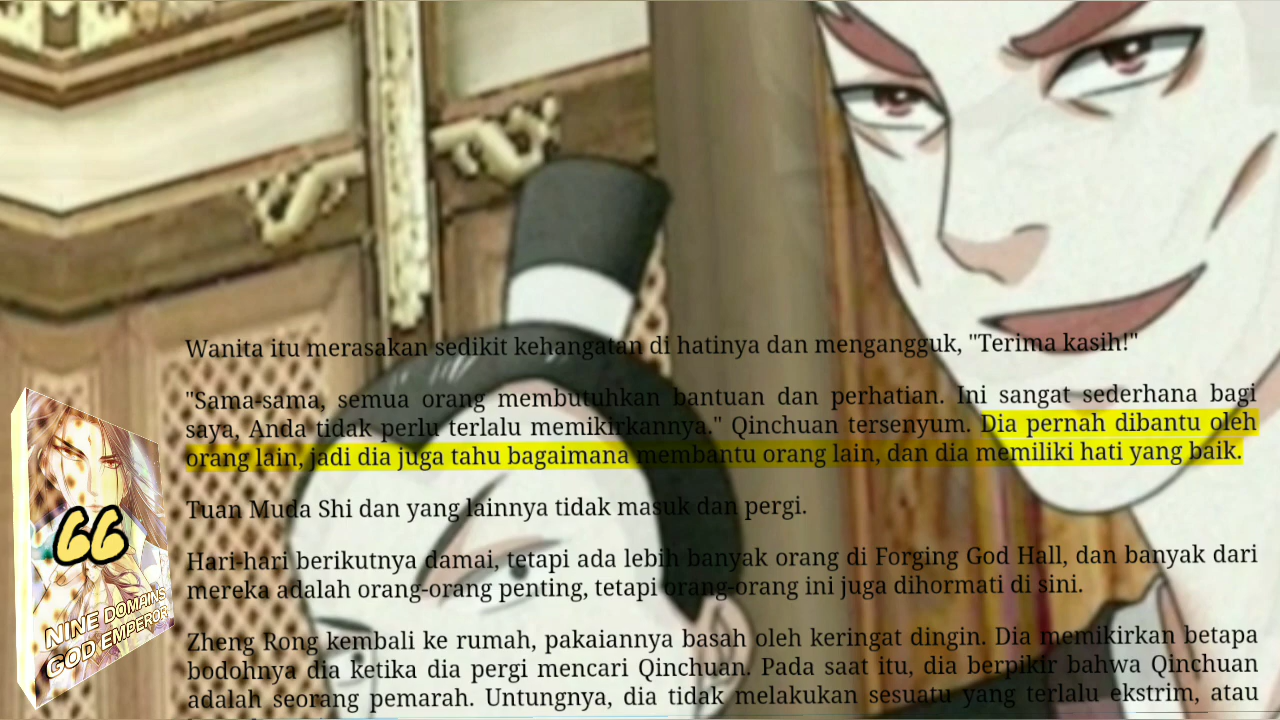 Wanita itu merasakan sedikit kehangatan di hatinya dan mengangguk, "Terima kasih!"
"Sama-sama, semua orang membutuhkan bantuan dan perhatian. Ini sangat sederhana bagi
saya, Anda tidak perlu terlalu memikirkannya." Qinchuan tersenyum. Dia pernah dibantu oleh
orang lain, jadi dia juga tahu bagaimana membantu orang lain, dan dia memiliki hati yang baik.
Tuan Muda Shi dan yang lainnya tidak masuk dan pergi.
Hari-hari berikutnya damai, tetapi ada lebih banyak orang di Forging God Hall, dan banyak dari
mereka adalah orang-orang penting, tetapi orang-orang ini juga dihormati di sini.
Zheng Rong kembali ke rumah, pakaiannya basah oleh keringat dingin. Dia memikirkan betapa
bodohnya dia ketika dia pergi mencari Qinchuan. Pada saat itu, dia berpikir bahwa Qinchuan
adalah seorang pemarah. Untungnya, dia tidak melakukan sesuatu yang terlalu ekstrim, atau
66
NINE DOMAINS
GOD EMPEROR